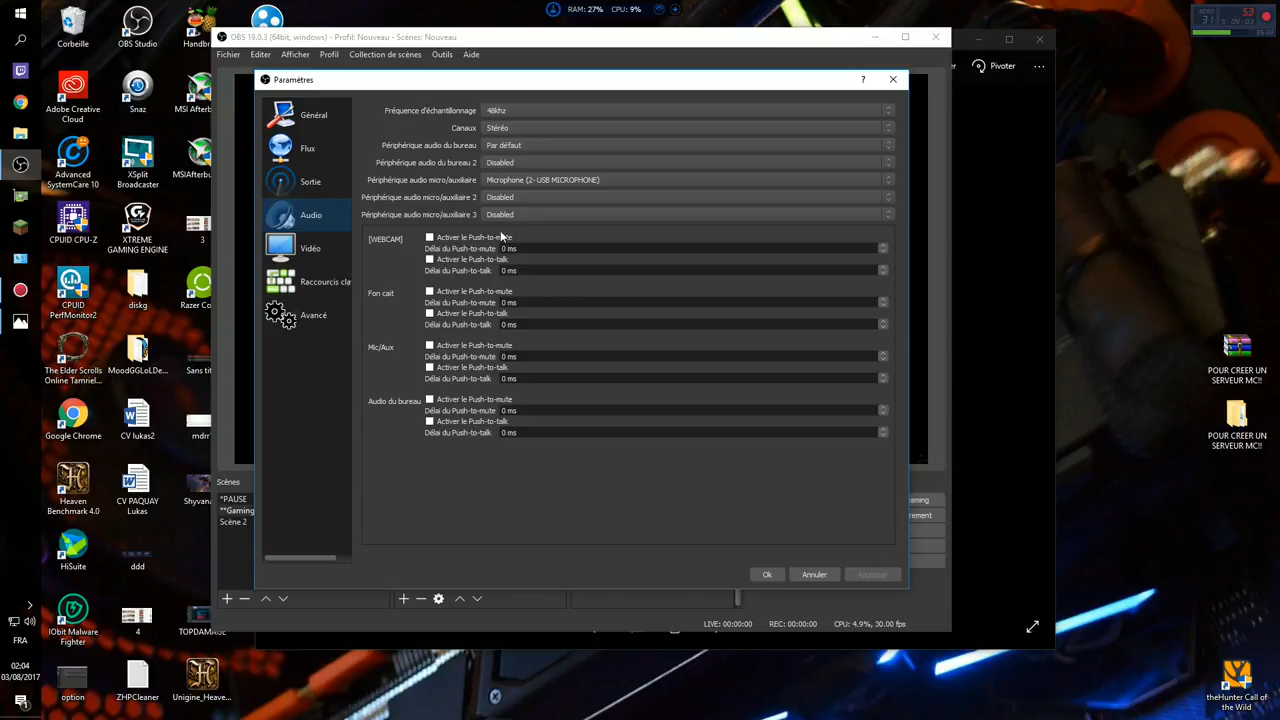 RAM: 27% CPU: 9%
Corbeille
OBS Studio
Handbr
Adobe Creative Cloud
Snaz
MSI Afterb
Advanced SystemCare 10
XSplit Broadcaster
MSIAfterbu
CPUID CPU-Z
XTREME GAMING ENGINE
3
CPUID PerfMonitor2
diskg
Razer Co
The Elder Scrolls Online Tamriel...
MoodGGLoLDe...
Sans tit
Google Chrome
CV lukas2
mdrr
Heaven Benchmark 4.0
CV PAQUAY Lukas
Shyvana
HiSuite
ddd
IObit Malware Fighter
4
TOPDAMAGE
option
ZHPCleaner
Unigine_Heave...
FRA
02:04
03/08/2017
OBS 19.0.3 (64bit, windows) - Profil: Nouveau - Scènes: Nouveau
Fichier Editer Afficher Profil Collection de scènes Outils Aide
Pivoter ...
Paramètres
?
Général
Flux
Sortie
Audio
Vidéo
Raccourcis cla
Avancé
Fréquence d'échantillonnage 48khz
Canaux Stéréo
Périphérique audio du bureau Par défaut
Périphérique audio du bureau 2 Disabled
Périphérique audio micro/auxiliaire Microphone (2- USB MICROPHONE)
Périphérique audio micro/auxiliaire 2 Disabled
Périphérique audio micro/auxiliaire 3 Disabled
[WEBCAM]
Activer le Push-to-mute
Délai du Push-to-mute 0 ms
Activer le Push-to-talk
Délai du Push-to-talk 0 ms
Fon cait
Activer le Push-to-mute
Délai du Push-to-mute 0 ms
Activer le Push-to-talk
Délai du Push-to-talk 0 ms
Mic/Aux
Activer le Push-to-mute
Délai du Push-to-mute 0 ms
Activer le Push-to-talk
Délai du Push-to-talk 0 ms
Audio du bureau
Activer le Push-to-mute
Délai du Push-to-mute 0 ms
Activer le Push-to-talk
Délai du Push-to-talk 0 ms
Ok Annuler Appliquer
Scènes
*PAUSE
**Gaming
Scène 2
aming
rement
LIVE: 00:00:00 REC: 00:00:00 CPU: 4.9%, 30.00 fps
POUR CREER UN SERVEUR MC!!
POUR CREER UN SERVEUR MC!!
theHunter Call of the Wild